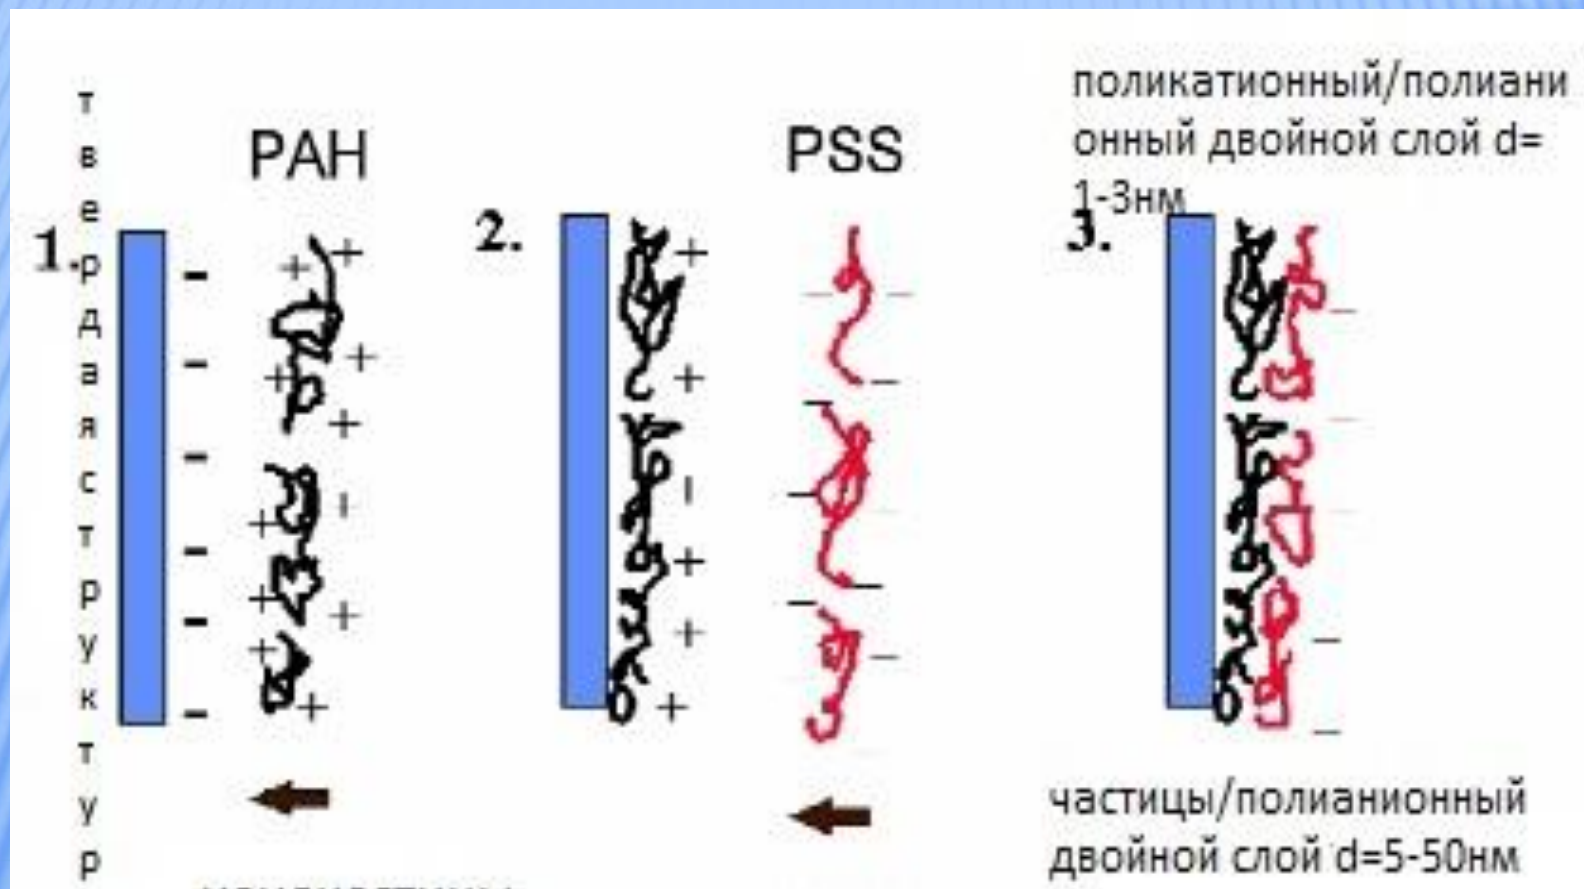 т
в
е
р
д
а
я
с
т
р
у
к
т
у
р
PAH
PSS
поликатионный/полиани
онный двойной слой d=
1-3нм
1.
2.
3.
частицы/полианионный
двойной слой d=5-50нм